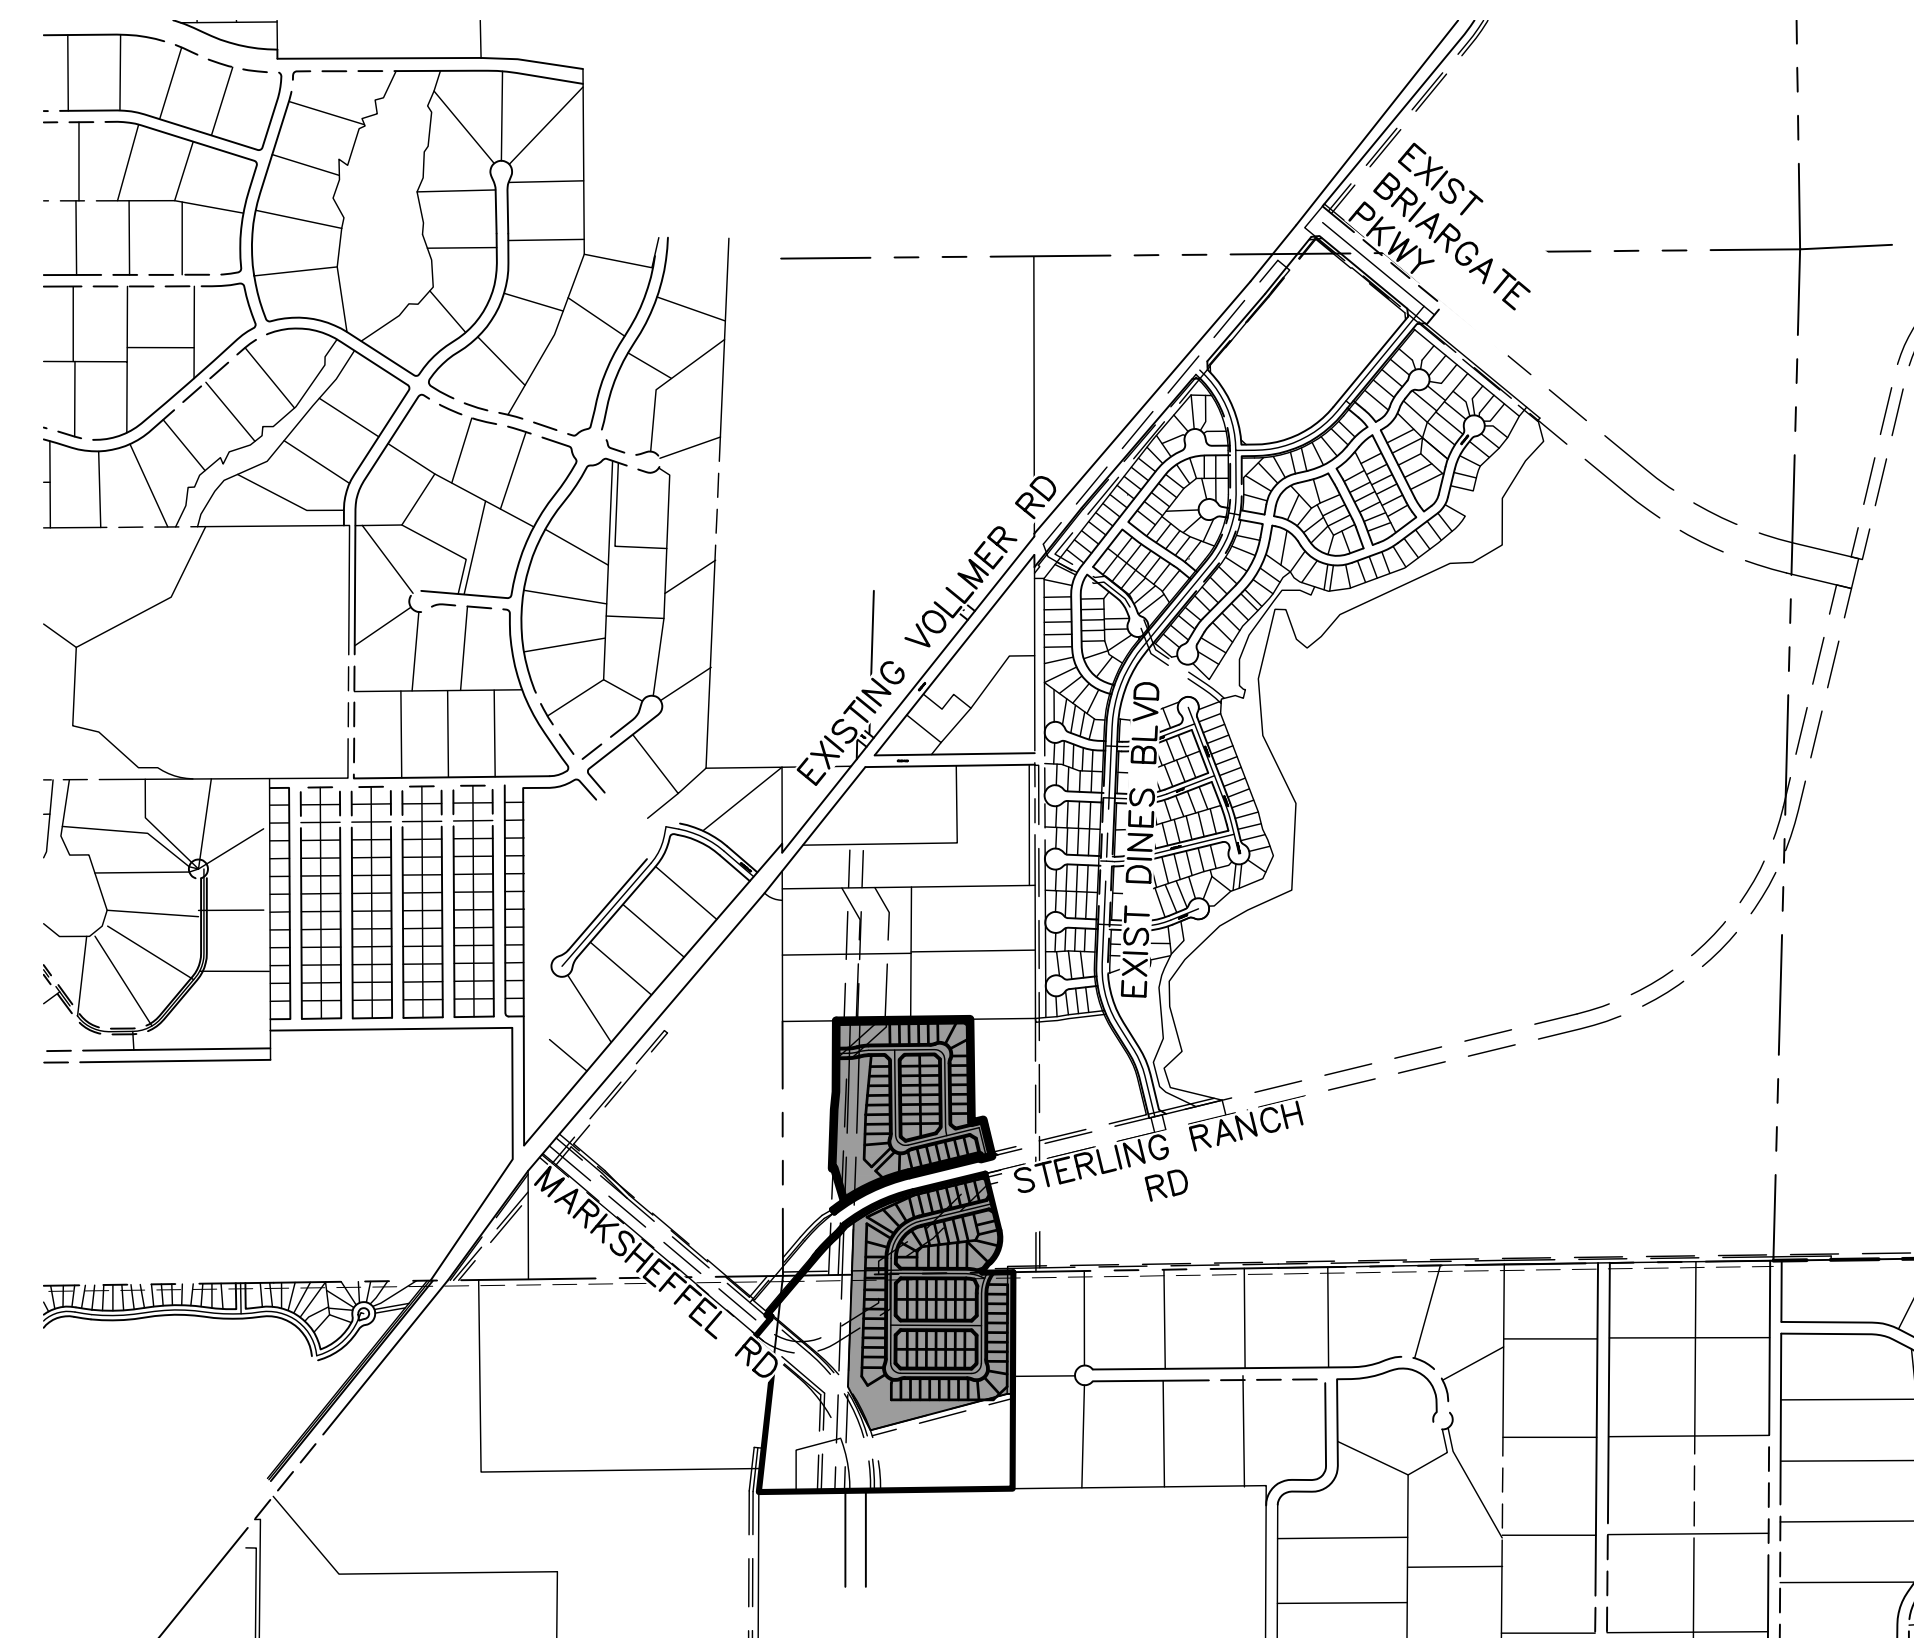 EXIST
BRIARGATE
PKWY
EXISTING VOLLMER RD
EXIST DINES BLVD
STERLING RANCH
RD
MARKSHEFFEL RD